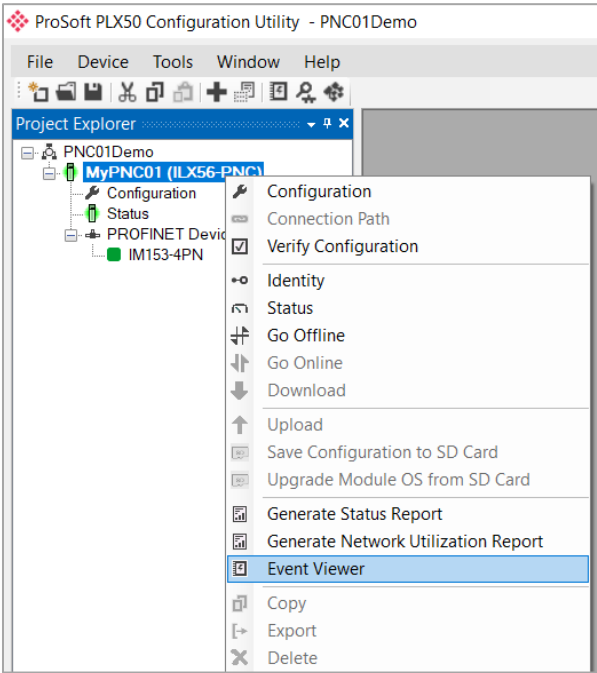 ProSoft PLX50 Configuration Utility - PNC01Demo
File Device Tools Window Help
Project Explorer
PNC01Demo
MyPNC01 (ILX56-PNC)
Configuration
Status
PROFINET Devic
IM153-4PN
Configuration
Connection Path
Verify Configuration
Identity
Status
Go Offline
Go Online
Download
Upload
Save Configuration to SD Card
Upgrade Module OS from SD Card
Generate Status Report
Generate Network Utilization Report
Event Viewer
Copy
Export
Delete